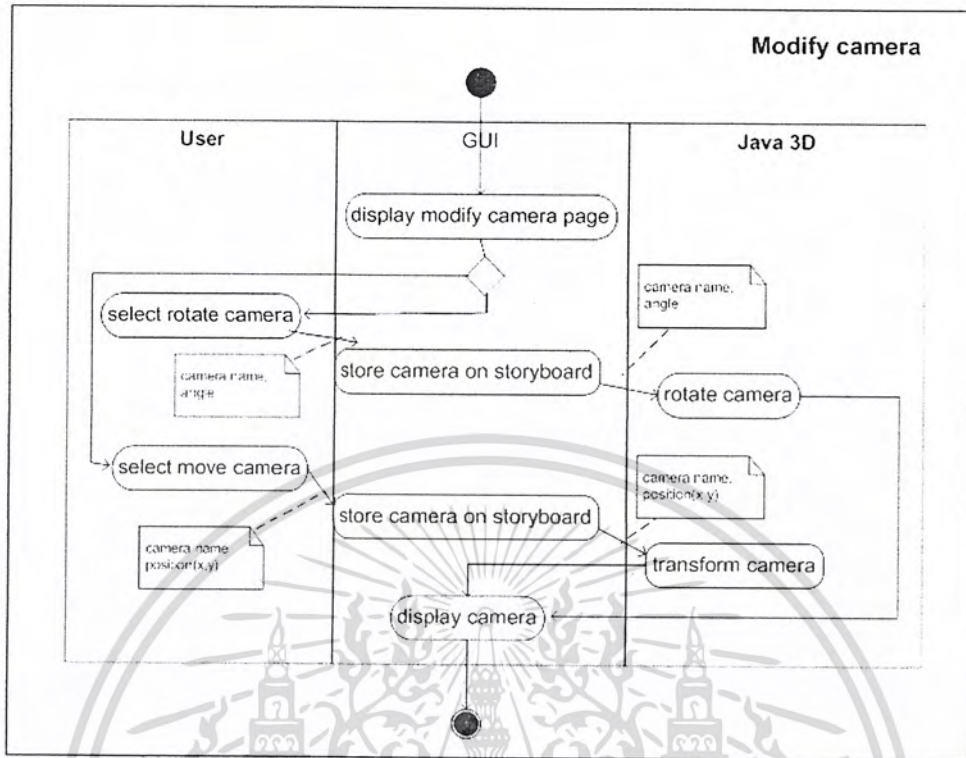 Modify camera
User
GUI
Java 3D
display modify camera page
camera name,
angle
select rotate camera
camera name,
angle
store camera on storyboard
rotate camera
select move camera
camera name,
position(x,y)
store camera on storyboard
camera name
position(x,y)
transform camera
display camera